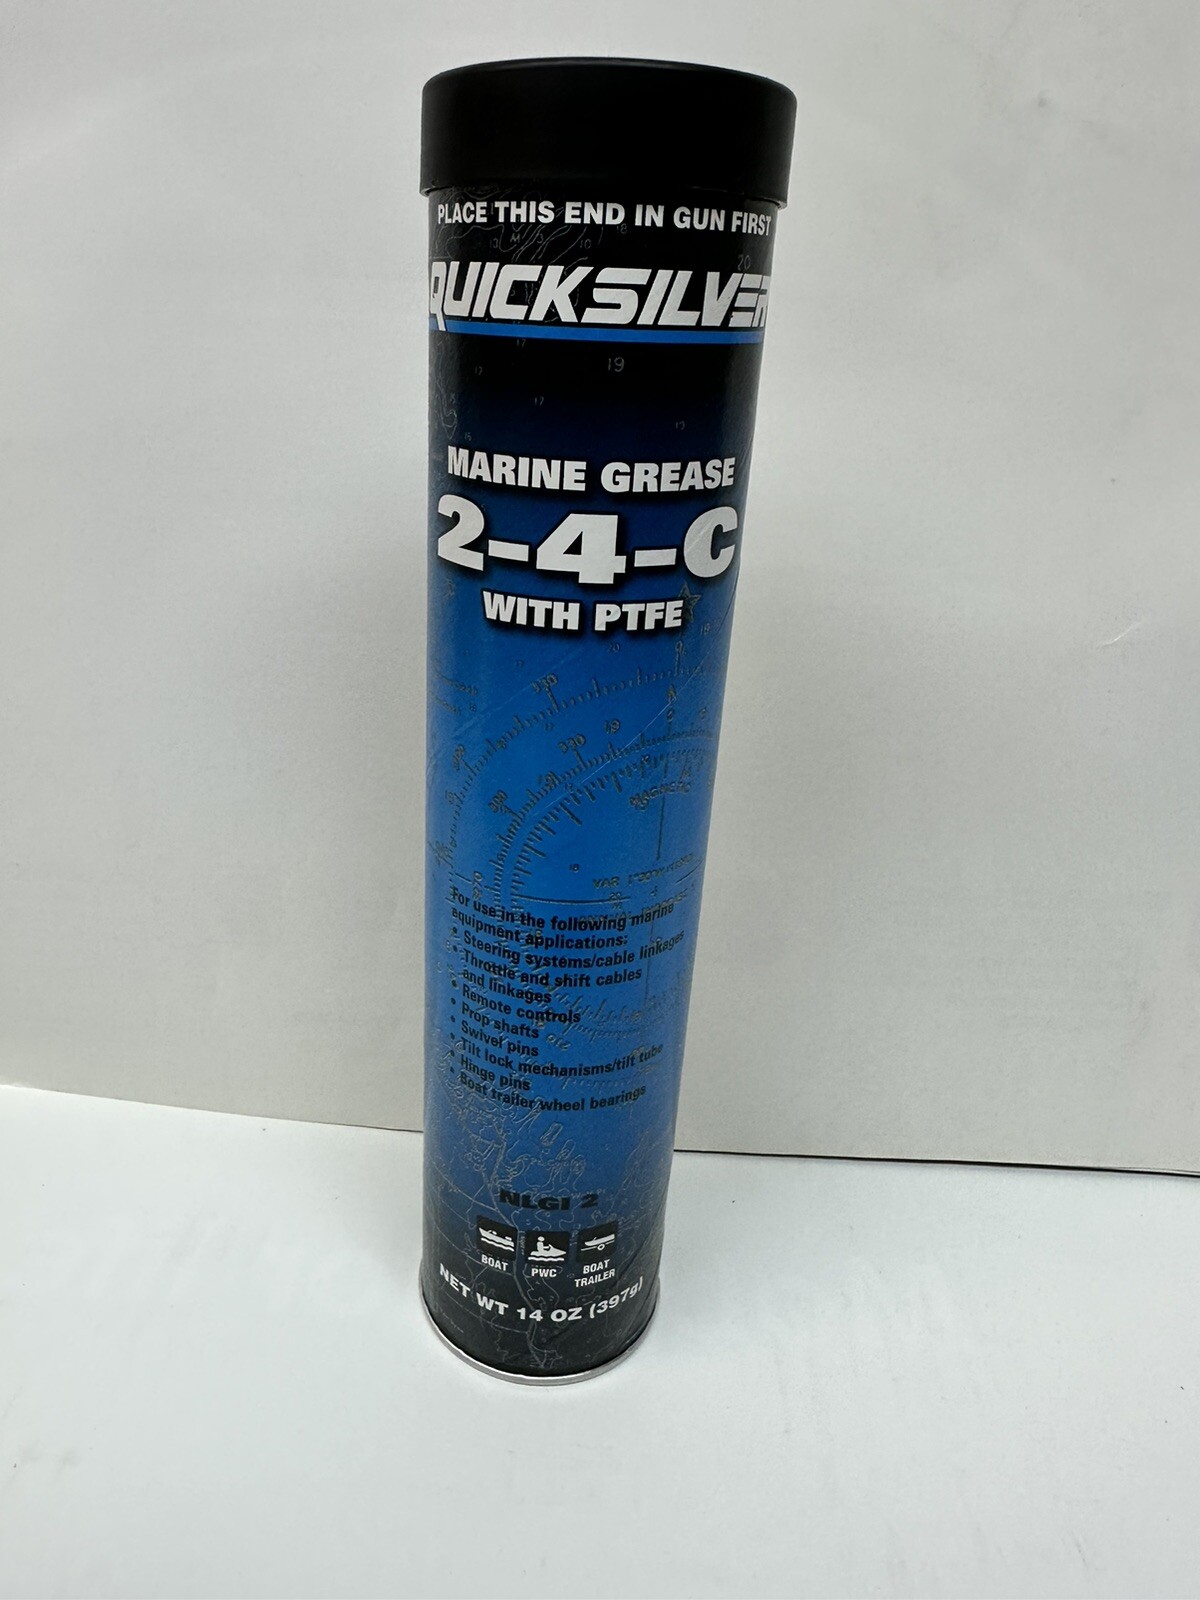 PLACE THIS END IN GUN FIRST
QUICKSILVER
MARINE GREASE
2-4-C
WITH PTFE
For use in the following marine
equipment applications:
• Steering systems/cable linkages
• Throttle and shift cables
and linkages
• Remote controls
• Prop shafts
• Swivel pins
• Tilt lock mechanisms/tilt tube
• Hinge pins
• Boat trailer wheel bearings
NLGI 2
BOAT
PWC
BOAT
TRAILER
NET WT 14 OZ (397g)